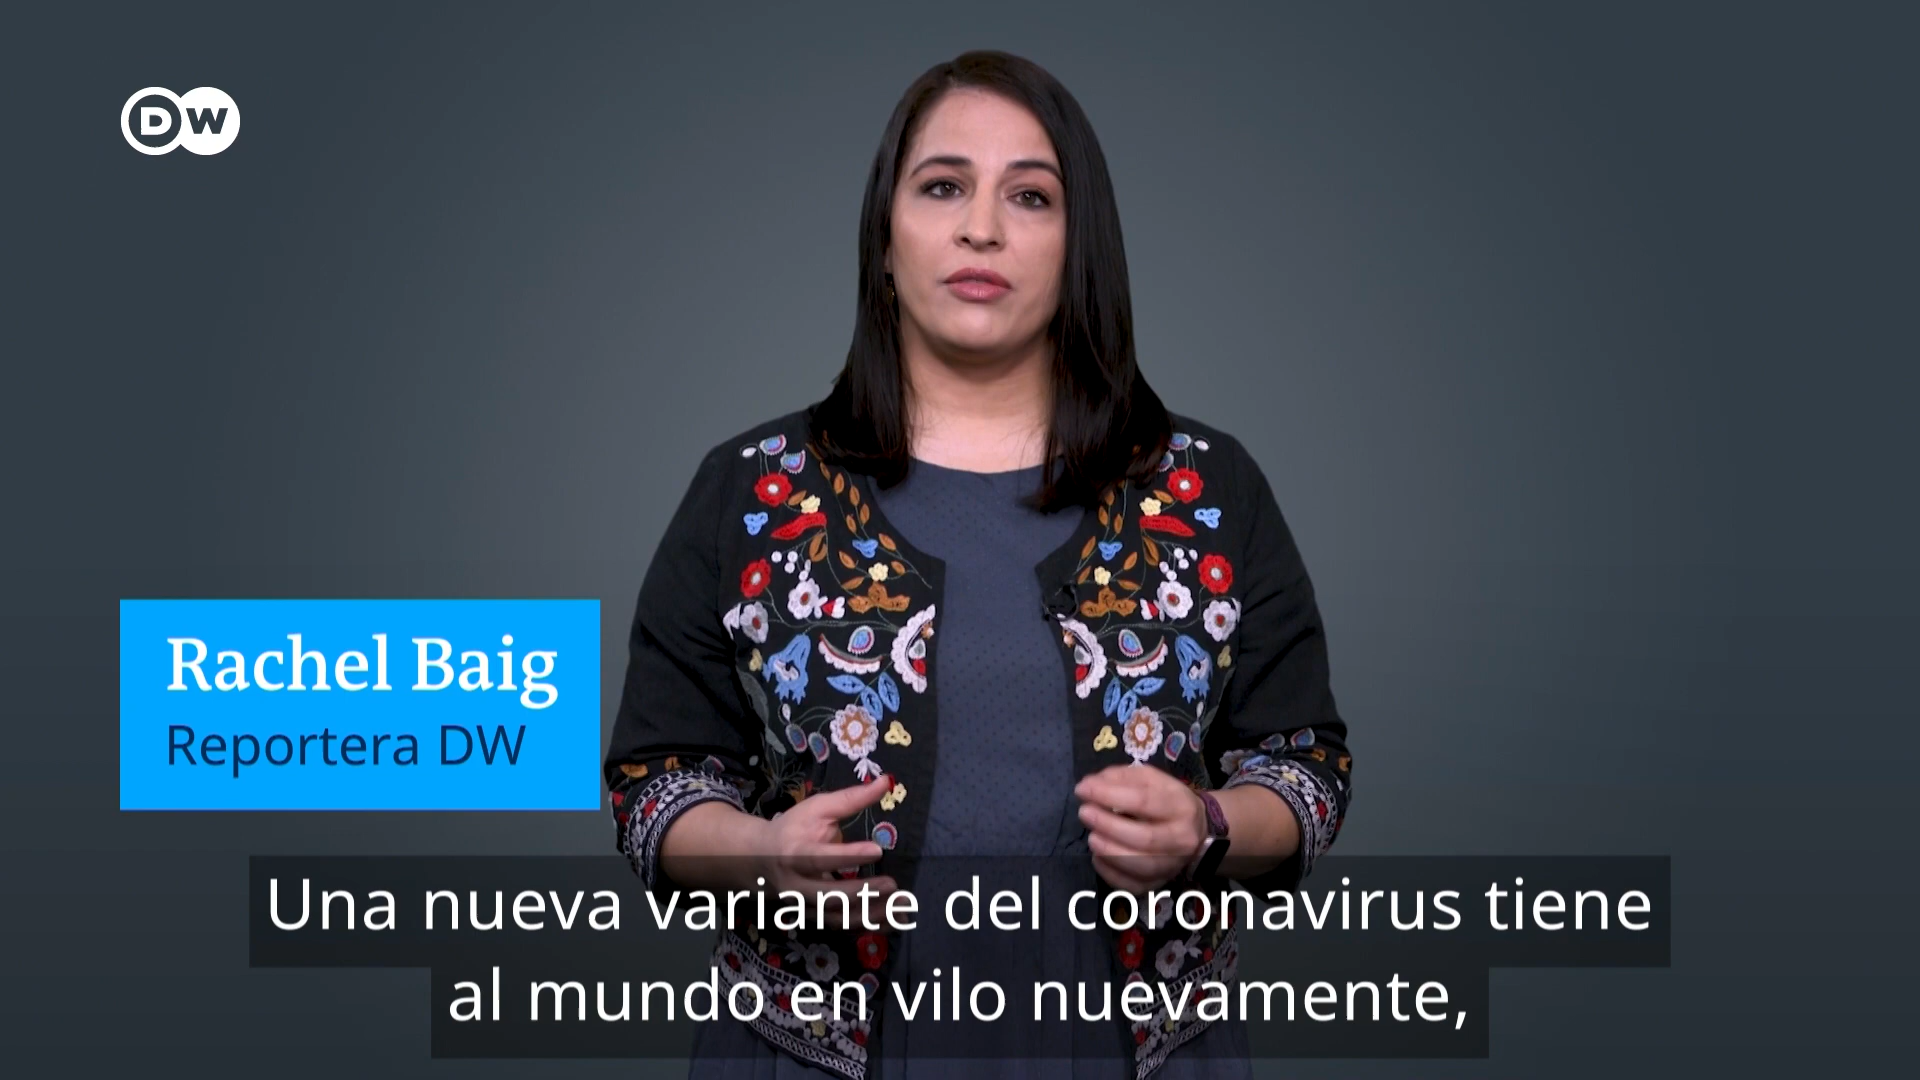 DW
Rachel Baig
Reportera DW
Una nueva variante del coronavirus tiene
al mundo en vilo nuevamente,